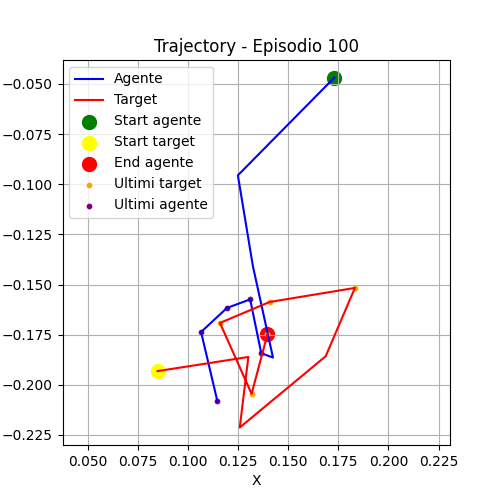 Trajectory - Episodio 100
Agente
Target
Start agente
Start target
End agente
Ultimi target
Ultimi agente
−0.050
−0.075
−0.100
−0.125
−0.150
−0.175
−0.200
−0.225
0.050 0.075 0.100 0.125 0.150 0.175 0.200 0.225
X